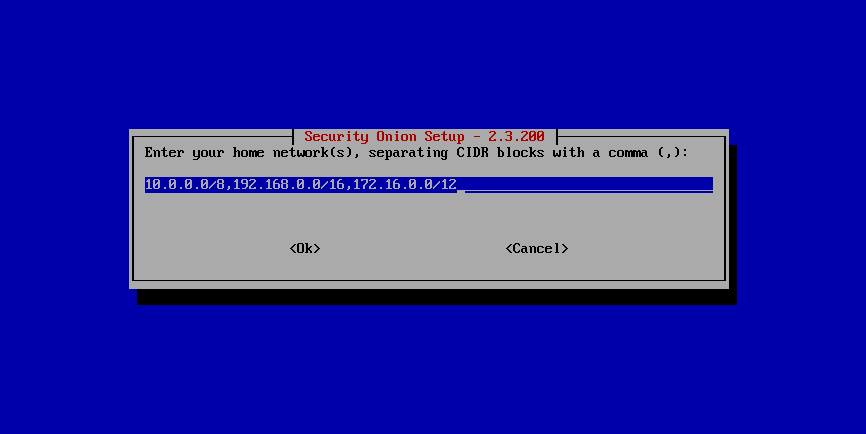 Security Onion Setup - 2.3.200
Enter your home network(s), separating CIDR blocks with a comma (,):
10.0.0.0/8,192.168.0.0/16,172.16.0.0/12
<Ok> <Cancel>